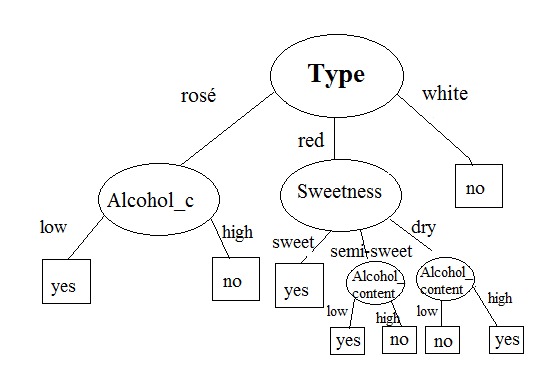 Type
rosé
white
red
Alcohol_c
Sweetness
no
low
high
sweet
semi-sweet
dry
yes
no
yes
Alcohol_
content
Alcohol_
content
low
high
low
high
yes
no
no
yes